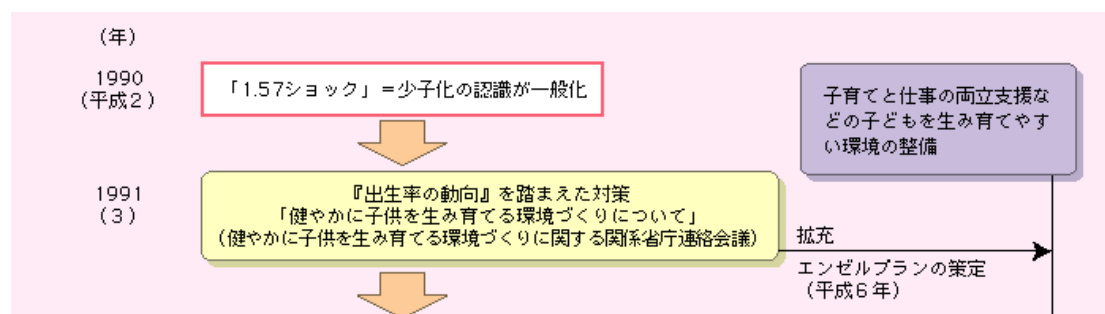 (年)
1990
(平成2)
「1.57ショック」＝少子化の認識が一般化
子育てと仕事の両立支援な
どの子どもを生み育てやす
い環境の整備
1991
(3)
『出生率の動向』を踏まえた対策
「健やかに子供を生み育てる環境づくりについて」
(健やかに子供を生み育てる環境づくりに関する関係省庁連絡会議)
拡充
エンゼルプランの策定
(平成6年)